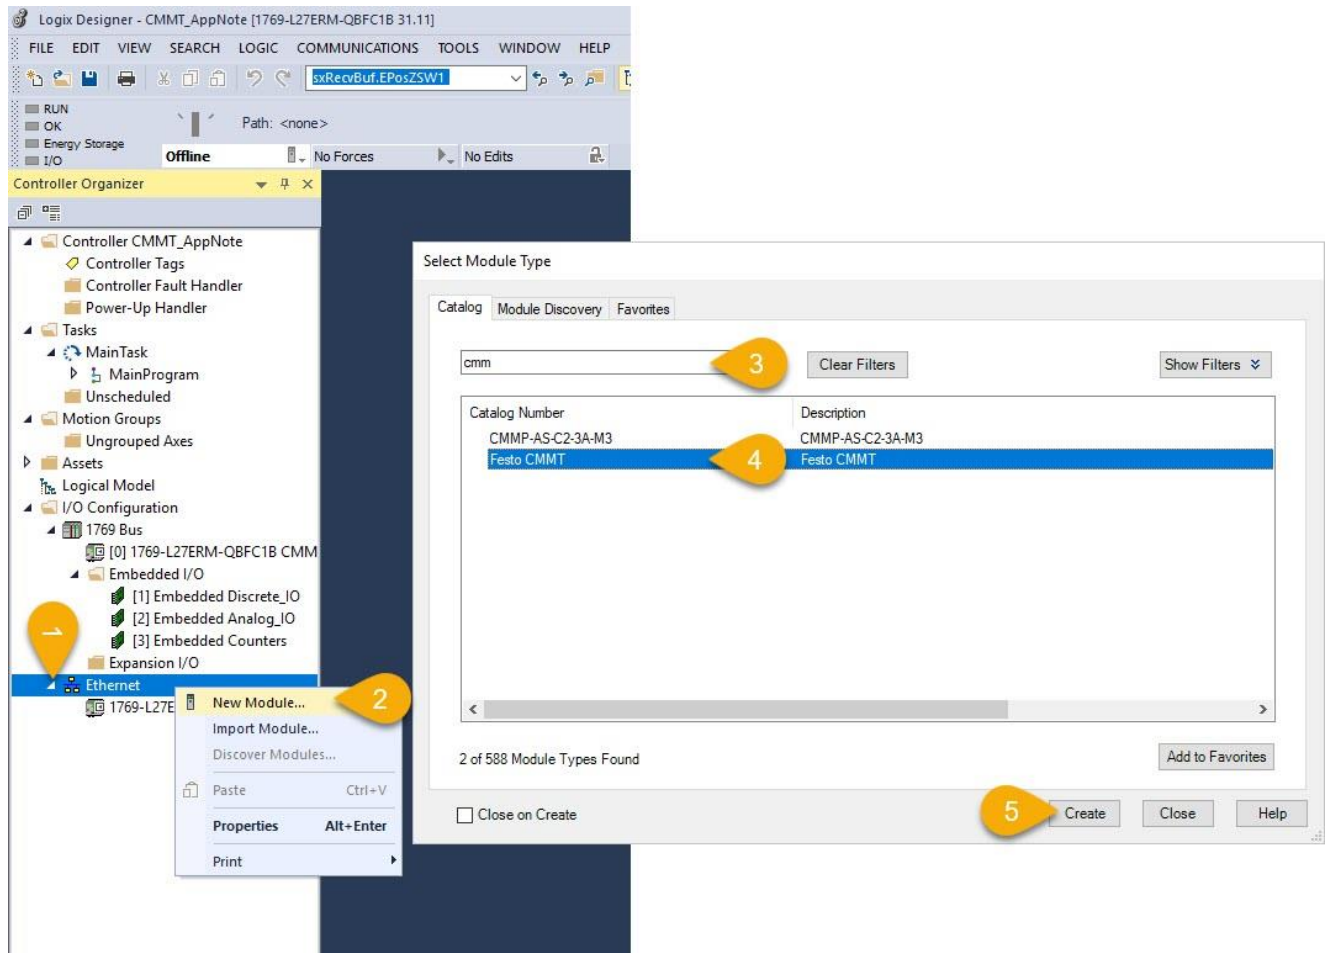 Logix Designer - CMMT_AppNote [1769-L27ERM-QBFC1B 31.11]
FILE EDIT VIEW SEARCH LOGIC COMMUNICATIONS TOOLS WINDOW HELP
sxRecvBuf.EPosZSW1
RUN
OK
Energy Storage
I/O
Path: <none>
Offline
No Forces
No Edits
Controller Organizer
Controller CMMT_AppNote
Controller Tags
Controller Fault Handler
Power-Up Handler
Tasks
MainTask
MainProgram
Unscheduled
Motion Groups
Ungrouped Axes
Assets
Logical Model
I/O Configuration
1769 Bus
[0] 1769-L27ERM-QBFC1B CMM
Embedded I/O
[1] Embedded Discrete_IO
[2] Embedded Analog_IO
[3] Embedded Counters
Expansion I/O
1
Ethernet
1769-L27E
New Module...
2
Import Module...
Discover Modules...
Paste Ctrl+V
Properties Alt+Enter
Print
Select Module Type
Catalog Module Discovery Favorites
cmm
3
Clear Filters
Show Filters
Catalog Number Description
CMMP-AS-C2-3A-M3 CMMP-AS-C2-3A-M3
Festo CMMT 4 Festo CMMT
2 of 588 Module Types Found
Add to Favorites
Close on Create
5
Create Close Help